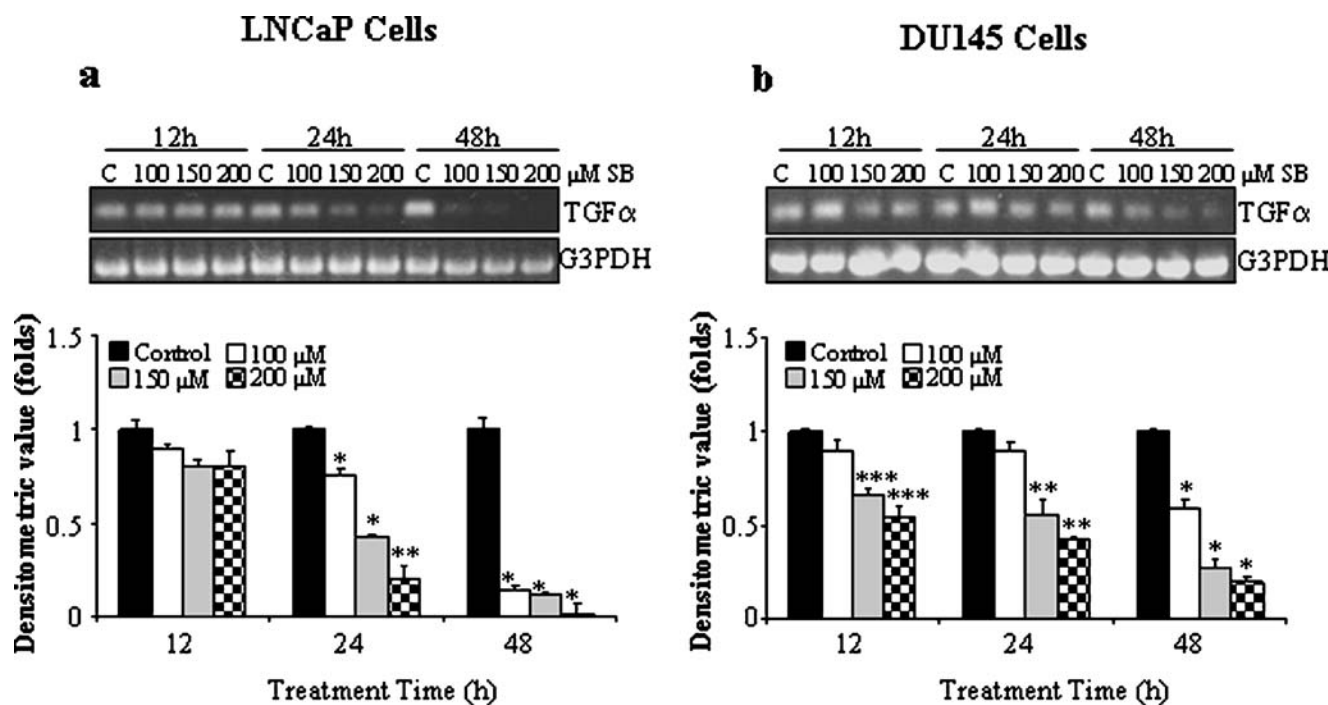 LNCaP Cells
a
12h 24h 48h
C 100 150 200 C 100 150 200 C 100 150 200 μM SB
TGFα
G3PDH
Densitometric value (folds)
1.5
1
0.5
0
Control 100 μM
150 μM 200 μM
* * **
* * *
12 24 48
Treatment Time (h)
DU145 Cells
b
12h 24h 48h
C 100 150 200 C 100 150 200 C 100 150 200 μM SB
TGFα
G3PDH
Densitometric value (folds)
1.5
1
0.5
0
Control 100 μM
150 μM 200 μM
*** ***
** **
* * *
12 24 48
Treatment Time (h)